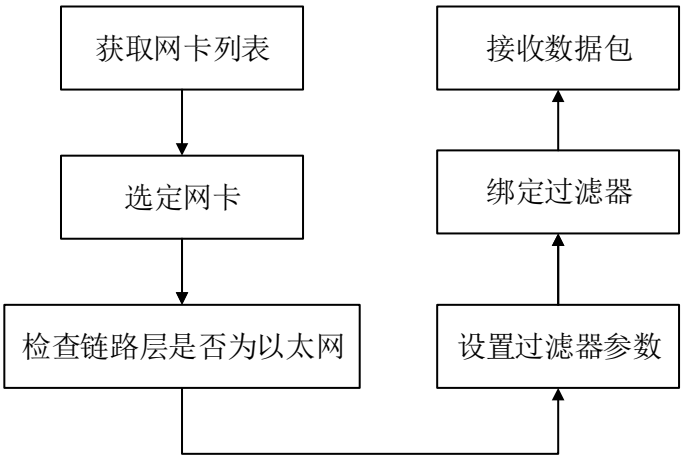 获取网卡列表
选定网卡
检查链路层是否为以太网
设置过滤器参数
绑定过滤器
接收数据包